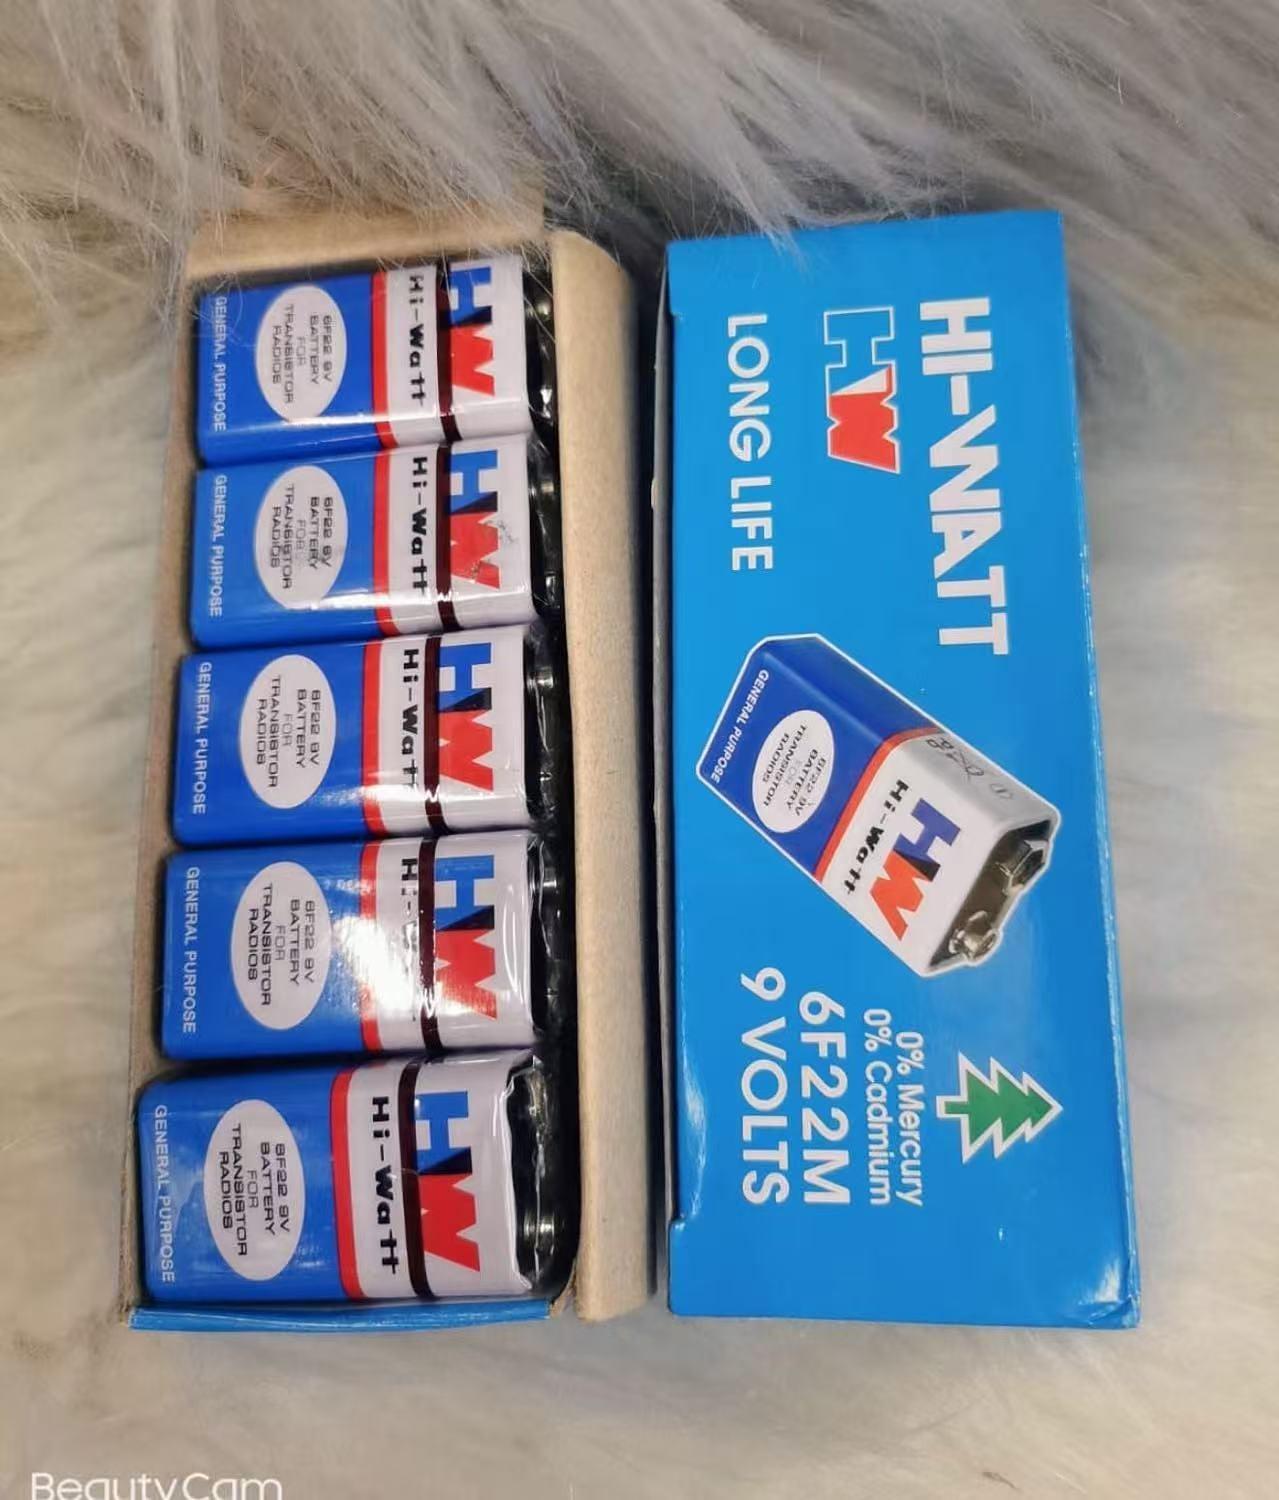 HW
Hi-Watt
6F22 9V
BATTERY
FOR
TRANSISTOR
RADIOS
GENERAL PURPOSE
HW
Hi-Watt
6F22 9V
BATTERY
FOR
TRANSISTOR
RADIOS
GENERAL PURPOSE
HW
Hi-Watt
6F22 9V
BATTERY
FOR
TRANSISTOR
RADIOS
GENERAL PURPOSE
HW
Hi-Watt
6F22 9V
BATTERY
FOR
TRANSISTOR
RADIOS
GENERAL PURPOSE
HW
Hi-Watt
6F22 9V
BATTERY
FOR
TRANSISTOR
RADIOS
GENERAL PURPOSE
HI-WATT
HW
LONG LIFE
HW
Hi-Watt
6F22 9V
BATTERY
FOR
TRANSISTOR
RADIOS
GENERAL PURPOSE
0% Mercury
0% Cadmium
6F22M
9 VOLTS
BeautyCam